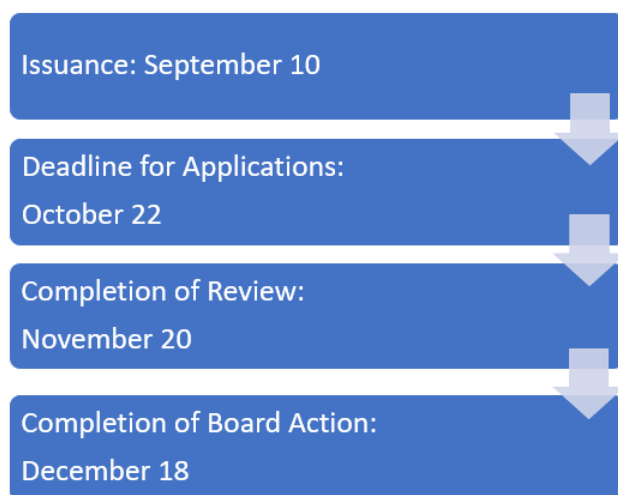 Issuance: September 10
Deadline for Applications:
October 22
Completion of Review:
November 20
Completion of Board Action:
December 18